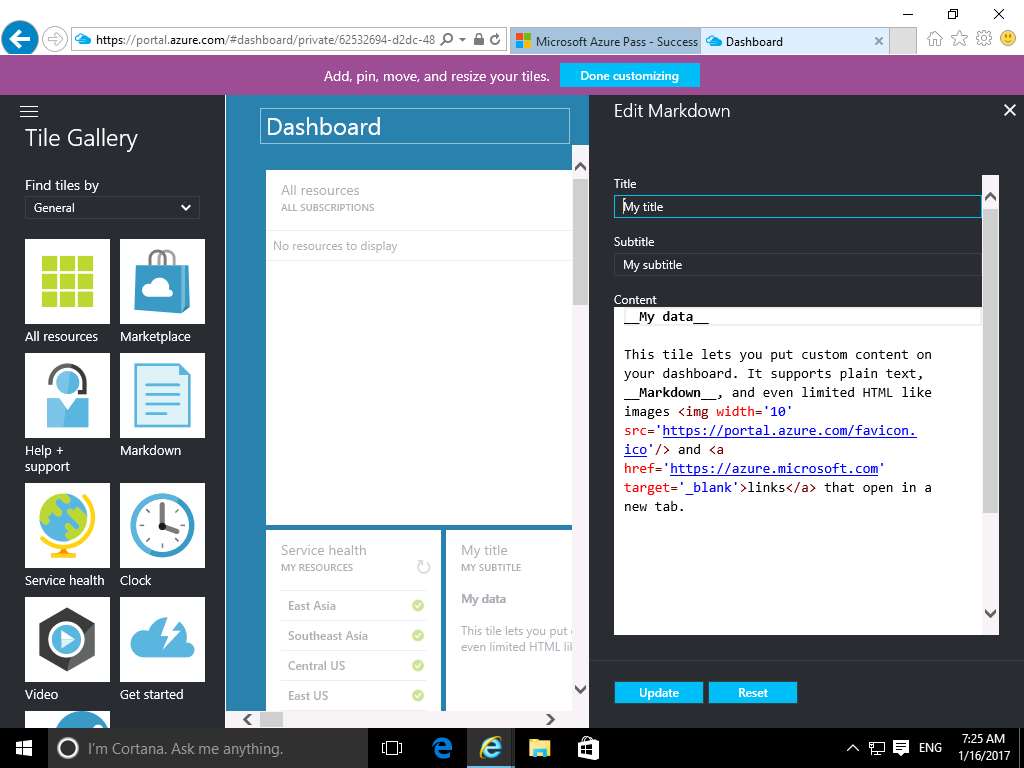 https://portal.azure.com/#dashboard/private/62532694-d2dc-48
Microsoft Azure Pass - Success
Dashboard
Add, pin, move, and resize your tiles.
Done customizing
Tile Gallery
Find tiles by
General
All resources
Marketplace
Help +
support
Markdown
Service health
Clock
Video
Get started
Dashboard
All resources
ALL SUBSCRIPTIONS
No resources to display
Service health
MY RESOURCES
East Asia
Southeast Asia
Central US
East US
My title
MY SUBTITLE
My data
This tile lets you put
even limited HTML
Edit Markdown
Title
My title
Subtitle
My subtitle
Content
__My data__
This tile lets you put custom content on
your dashboard. It supports plain text,
__Markdown__, and even limited HTML like
images <img width='10'
src='https://portal.azure.com/favicon.
ico'/> and <a
href='https://azure.microsoft.com'
target='_blank'>links</a> that open in a
new tab.
Update
Reset
I'm Cortana. Ask me anything.
ENG
7:25 AM
1/16/2017